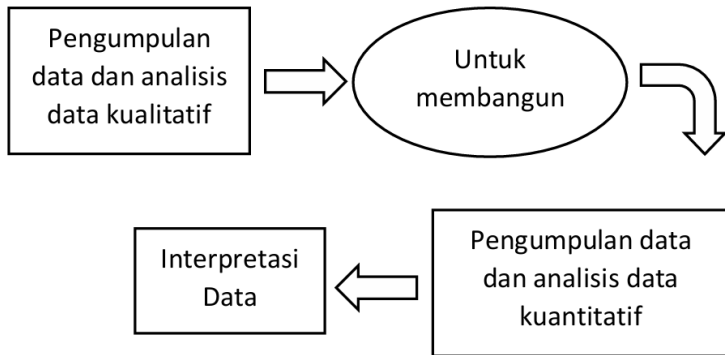 Pengumpulan
data dan analisis
data kualitatif
Untuk
membangun
Pengumpulan data
dan analisis data
kuantitatif
Interpretasi
Data